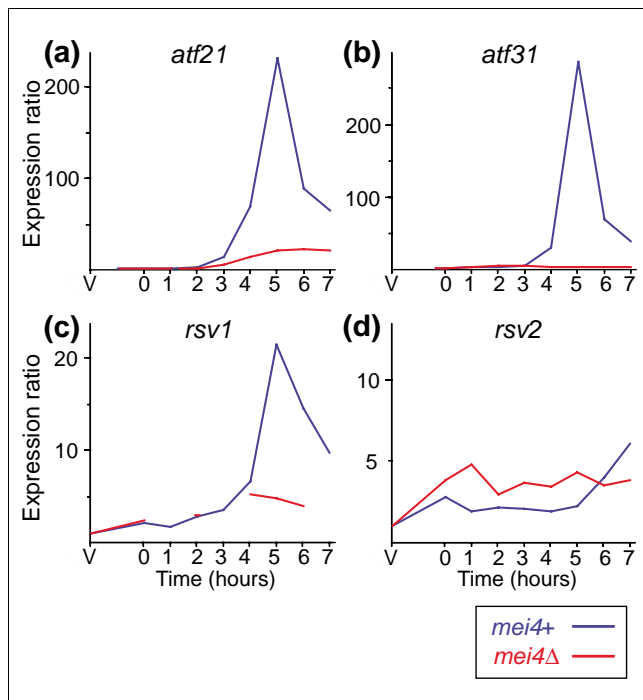 (a) atf21
(b) atf31
Expression ratio
200
100
V 0 1 2 3 4 5 6 7
200
100
V 0 1 2 3 4 5 6 7
(c) rsv1
(d) rsv2
Expression ratio
20
10
V 0 1 2 3 4 5 6 7
Time (hours)
10
5
V 0 1 2 3 4 5 6 7
Time (hours)
mei4+
mei4Δ